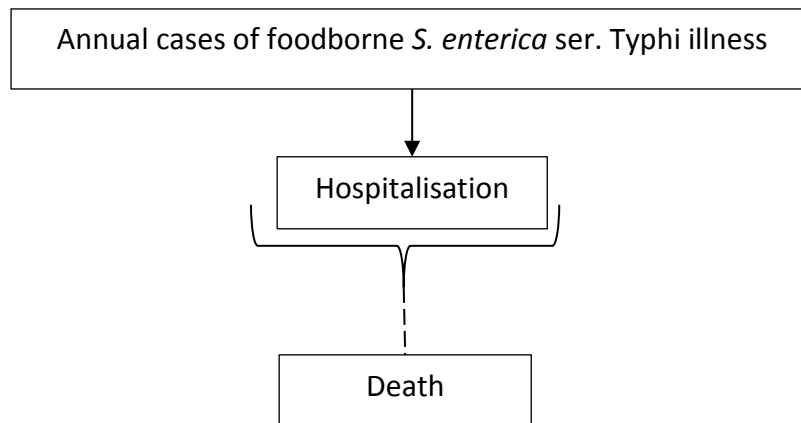 Annual cases of foodborne S. enterica ser. Typhi illness
Hospitalisation
Death